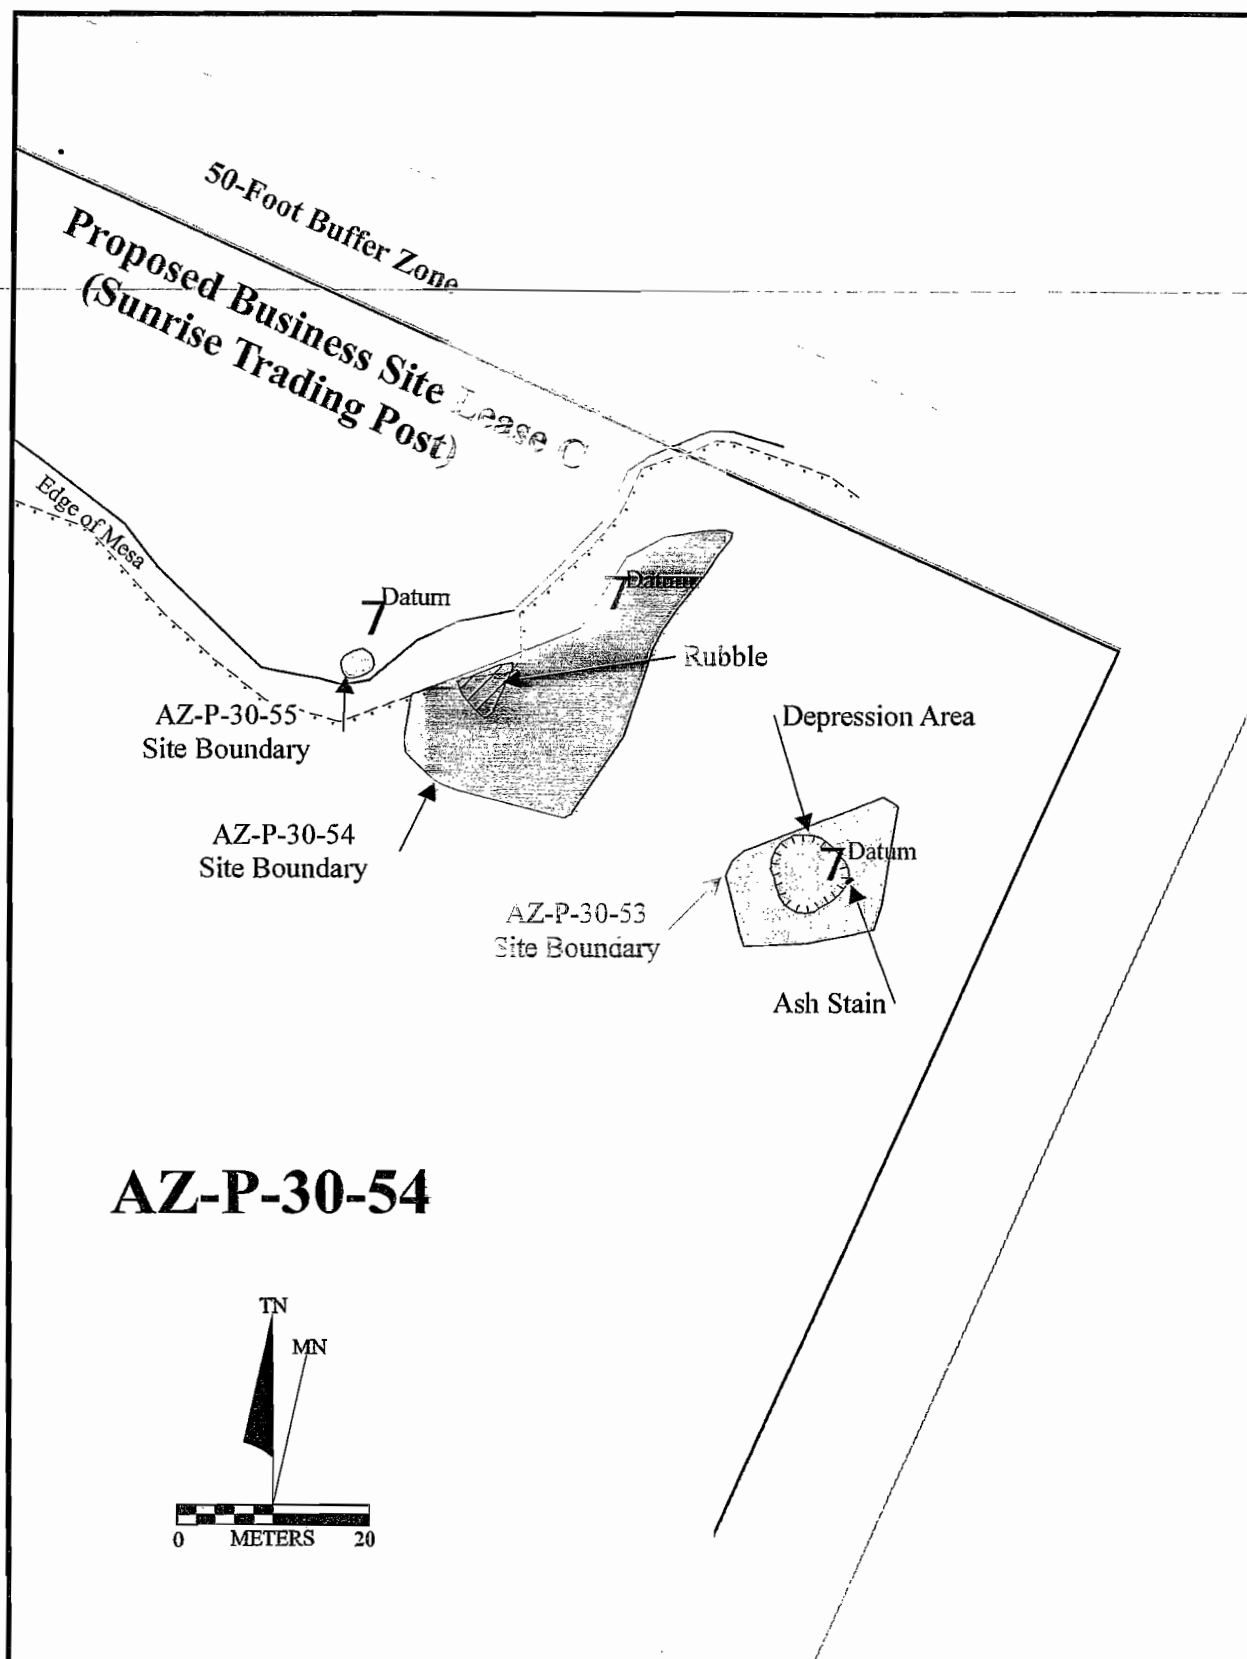 50-Foot Buffer Zone
Proposed Business Site Lease C
(Sunrise Trading Post)
Edge of Mesa
Datum
Datum
Rubble
AZ-P-30-55
Site Boundary
Depression Area
AZ-P-30-54
Site Boundary
Datum
AZ-P-30-53
Site Boundary
Ash Stain
AZ-P-30-54
TN
MN
0 METERS 20